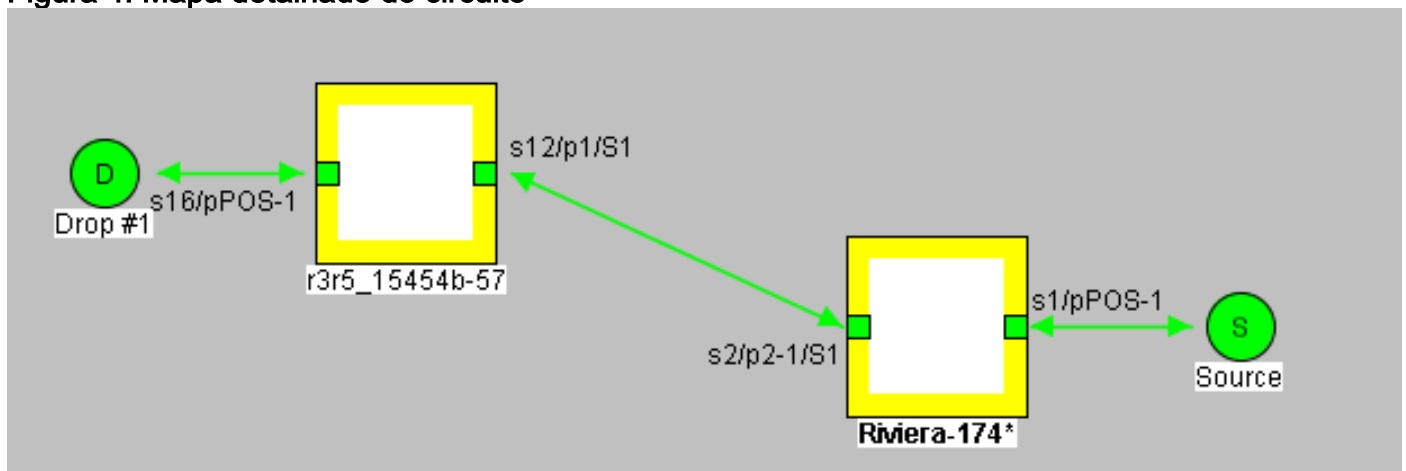 Figura 4: Mapa detalhado do circuito
D
Drop #1
s16/pPOS-1
s12/p1/S1
r3r5_15454b-57
s2/p2-1/S1
s1/pPOS-1
S
Source
Riviera-174*